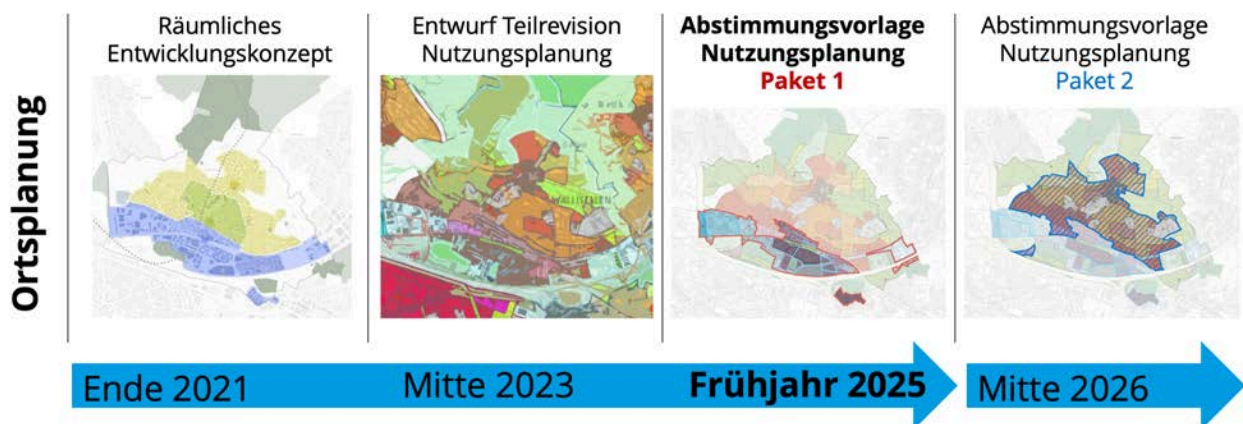 Ortsplanung
Räumliches
Entwicklungskonzept
Entwurf Teilrevision
Nutzungsplanung
Abstimmungsvorlage
Nutzungsplanung
Paket 1
Abstimmungsvorlage
Nutzungsplanung
Paket 2
WALLISELLEN
Ende 2021
Mitte 2023
Frühjahr 2025
Mitte 2026